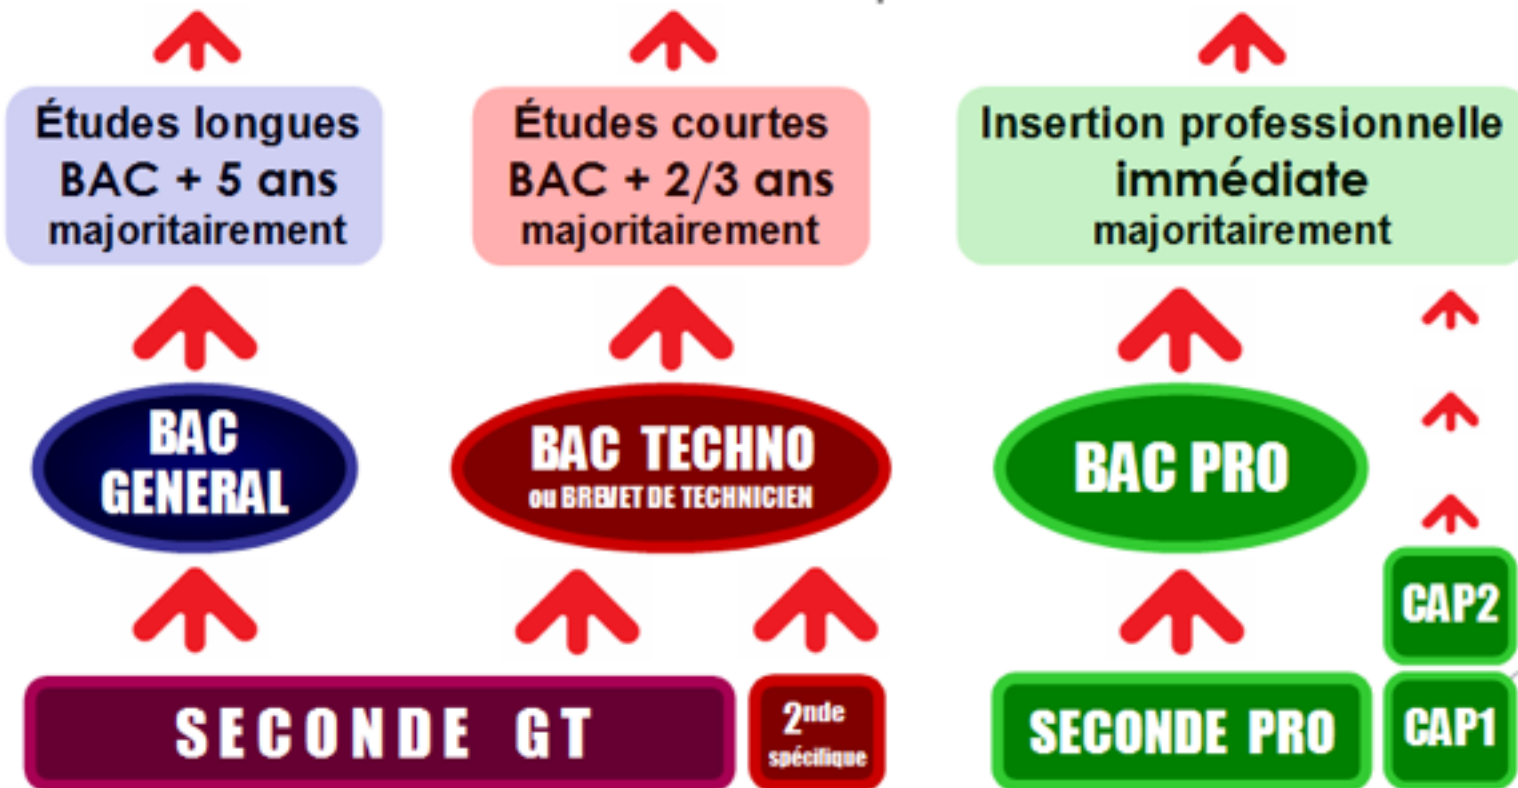 Études longues
BAC + 5 ans
majoritairement
Études courtes
BAC + 2/3 ans
majoritairement
Insertion professionnelle
immédiate
majoritairement
BAC
GENERAL
BAC TECHNO
ou BREVET DE TECHNICIEN
BAC PRO
CAP2
SECONDE GT
2nde
spécifique
SECONDE PRO
CAP1